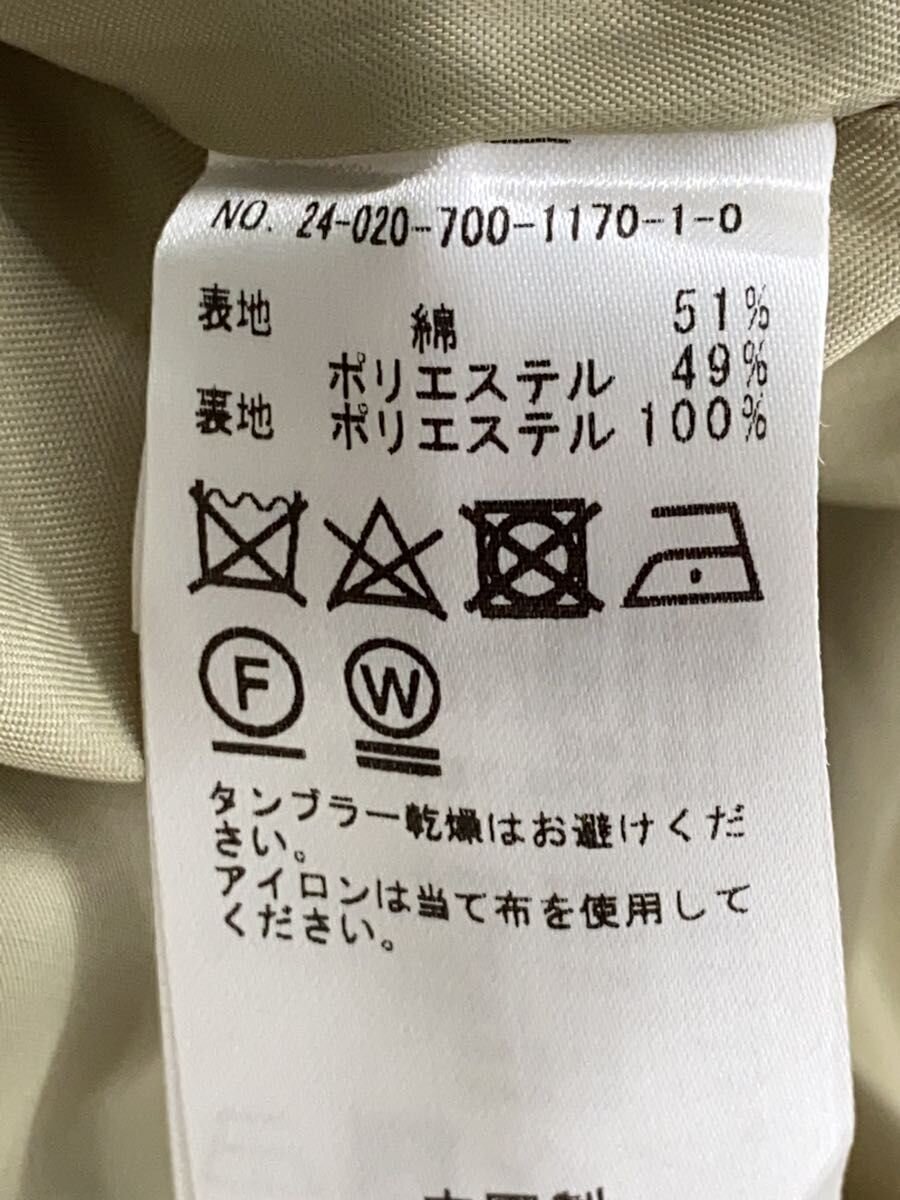 NO. 24-020-700-1170-1-0
表地 綿 51%
ポリエステル 49%
裏地 ポリエステル 100%
F W
タンブラー乾燥はお避けくだ
さい。
アイロンは当て布を使用して
ください。